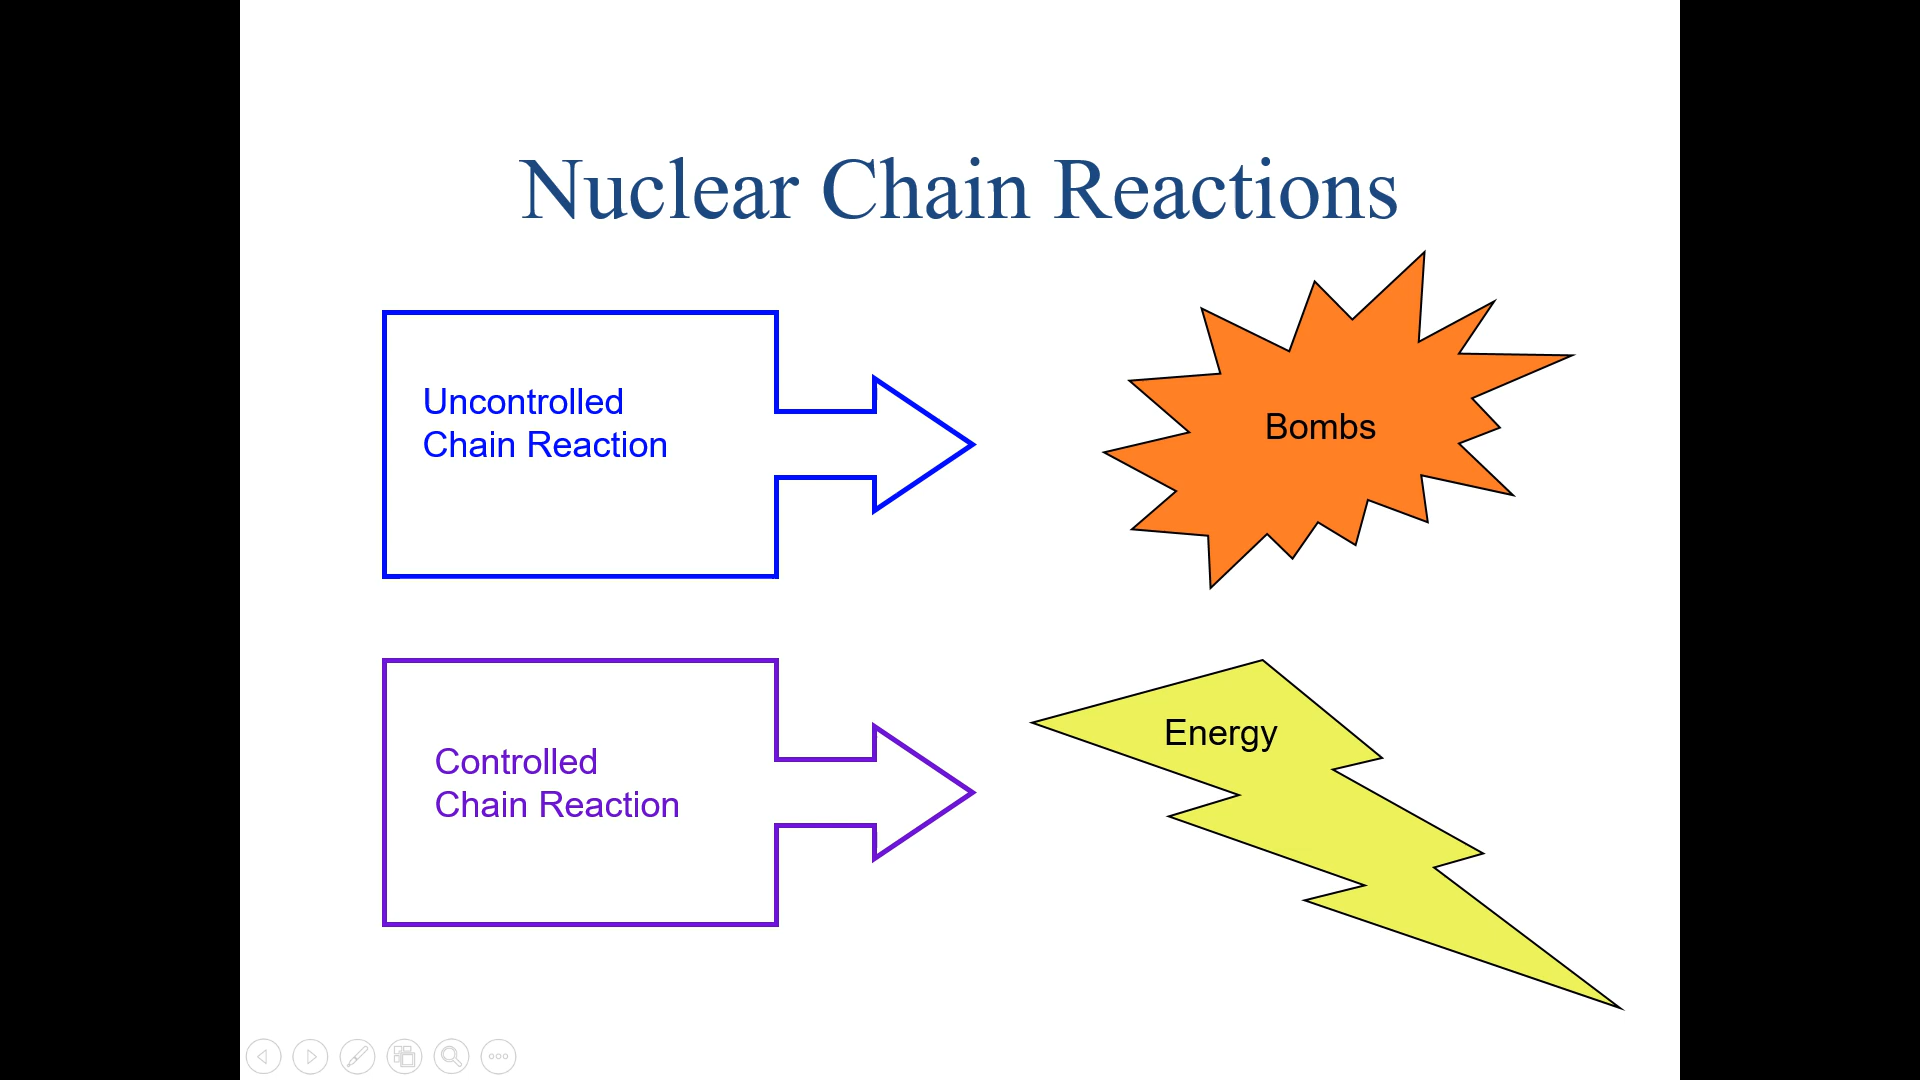 Nuclear Chain Reactions
Uncontrolled
Chain Reaction
Bombs
Controlled
Chain Reaction
Energy